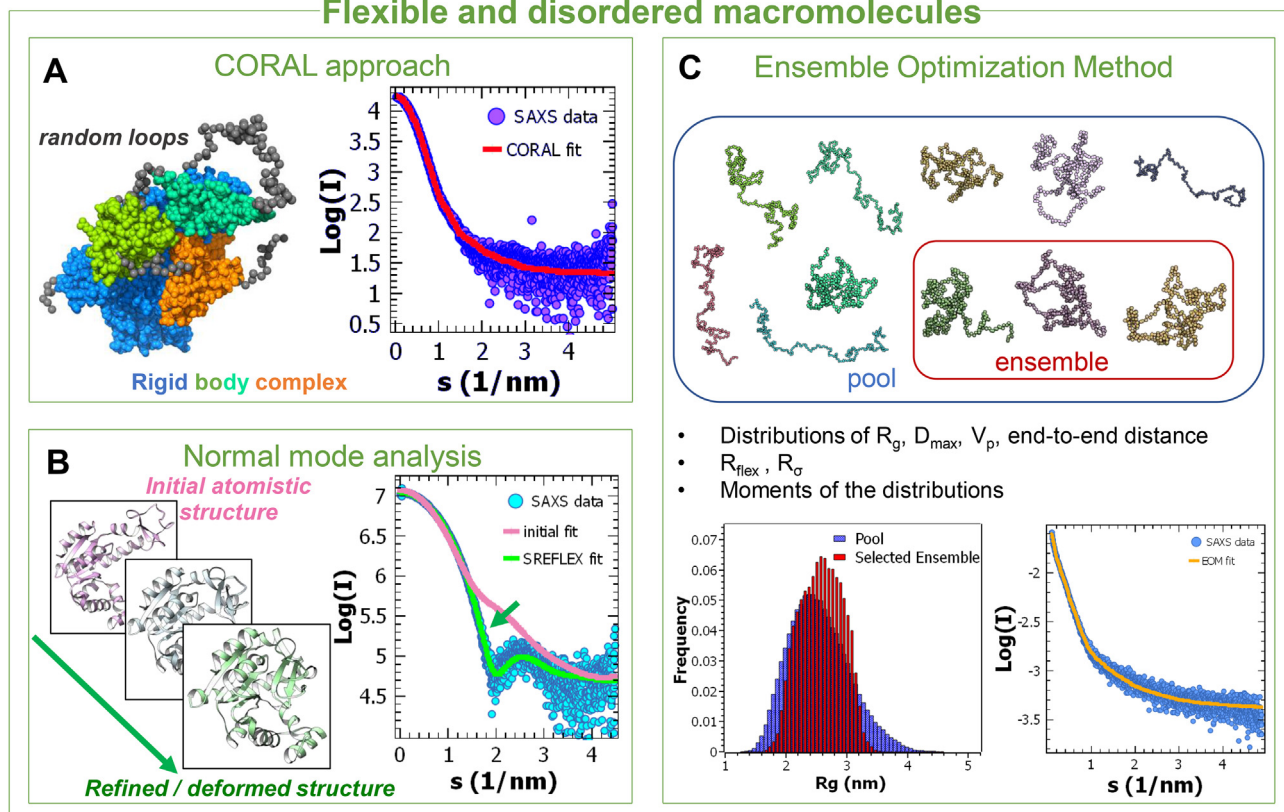 Flexible and disordered macromolecules
A
CORAL approach
random loops
Rigid body complex
Log(I)
4
3.5
3
2.5
2
1.5
1
0.5
SAXS data
CORAL fit
0 1 2 3 4
s (1/nm)
B
Normal mode analysis
Initial atomistic
structure
Refined / deformed structure
Log(I)
7
6.5
6
5.5
5
4.5
SAXS data
initial fit
SREFLEX fit
0 1 2 3 4
s (1/nm)
C
Ensemble Optimization Method
ensemble
pool
• Distributions of Rg, Dmax, Vp, end-to-end distance
• Rflex , Rσ
• Moments of the distributions
Frequency
0.07
0.06
0.05
0.04
0.03
0.02
0.01
0
Pool
Selected Ensemble
1 2 3 4 5
Rg (nm)
Log(I)
-2
-2.5
-3
-3.5
SAXS data
EOM fit
0 1 2 3 4
s (1/nm)